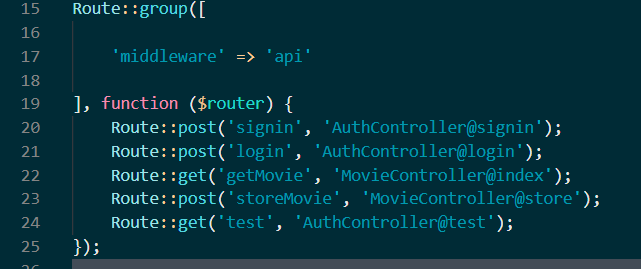 15 Route::group([
16
17 'middleware' => 'api'
18
19 ], function ($router) {
20 Route::post('signin', 'AuthController@signin');
21 Route::post('login', 'AuthController@login');
22 Route::get('getMovie', 'MovieController@index');
23 Route::post('storeMovie', 'MovieController@store');
24 Route::get('test', 'AuthController@test');
25 });
26